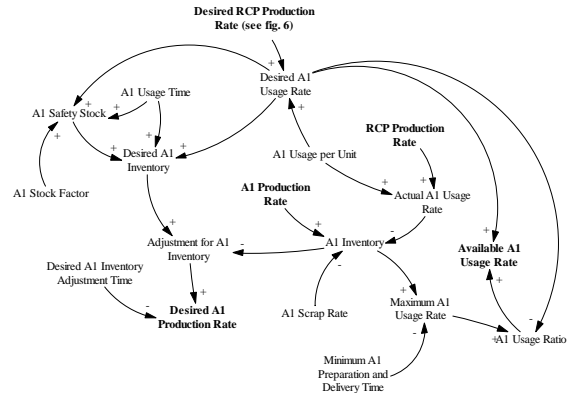 Desired RCP Production
Rate (see fig. 6)
Desired A1
Usage Rate
A1 Usage Time
A1 Safety Stock
Desired A1
Inventory
A1 Usage per Unit
RCP Production
Rate
A1 Stock Factor
A1 Production
Rate
Actual A1 Usage
Rate
Adjustment for A1
Inventory
A1 Inventory
Available A1
Usage Rate
Desired A1 Inventory
Adjustment Time
Desired A1
Production Rate
A1 Scrap Rate
Maximum A1
Usage Rate
A1 Usage Ratio
Minimum A1
Preparation and
Delivery Time